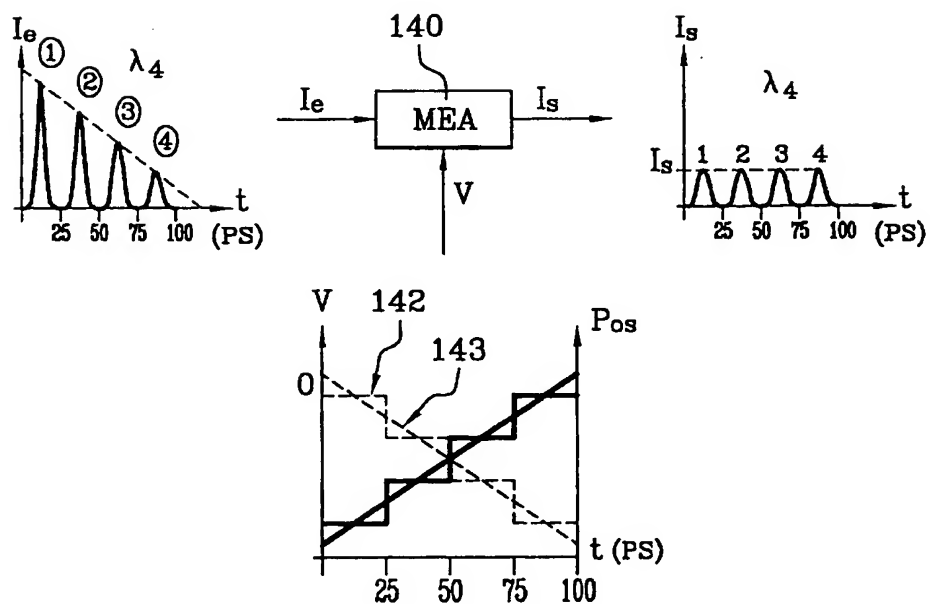 Ie
① λ4
②
③
④
t
25 50 75 100 (PS)
140
Ie MEA Is
V
Is
λ4
Is 1 2 3 4
t
25 50 75 100 (PS)
V 142 Pos
143
0
t (PS)
25 50 75 100